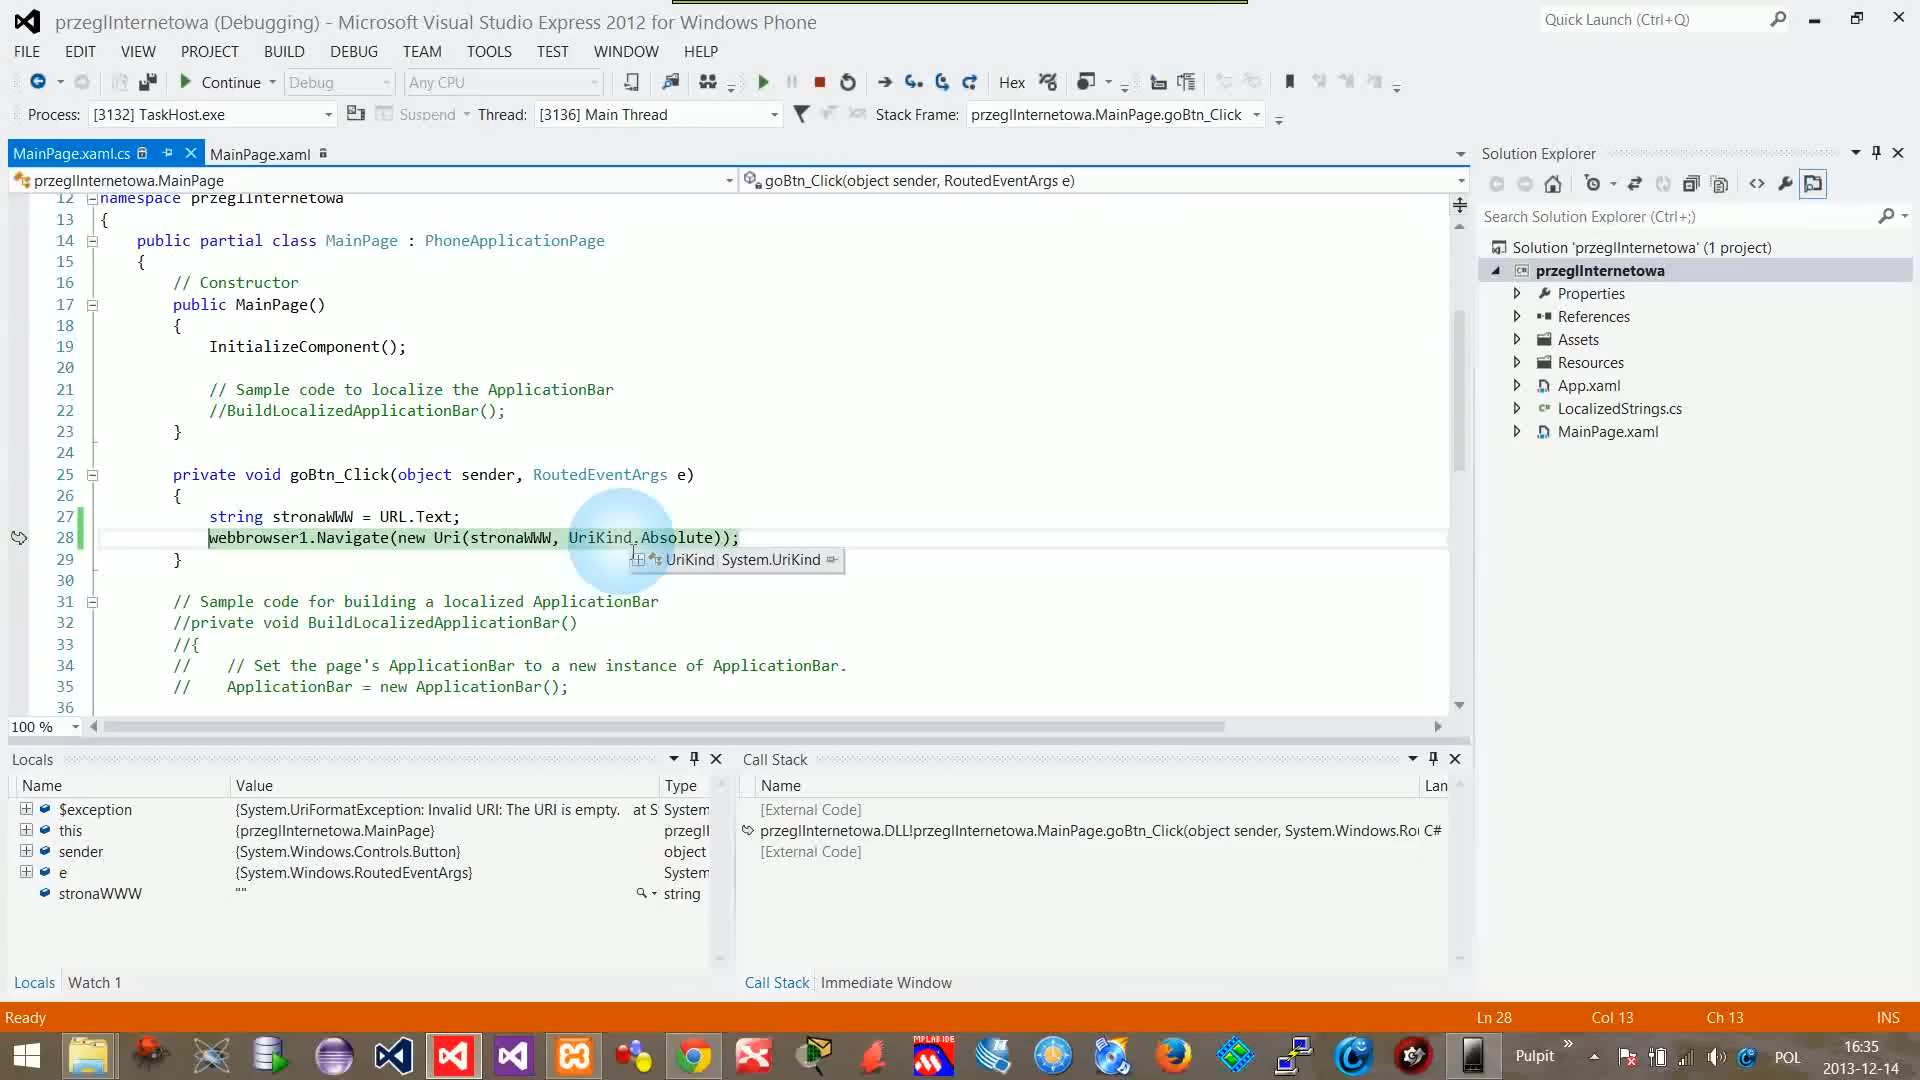 przeglInternetowa (Debugging) - Microsoft Visual Studio Express 2012 for Windows Phone
Quick Launch (Ctrl+Q)
FILE EDIT VIEW PROJECT BUILD DEBUG TEAM TOOLS TEST WINDOW HELP
Continue Debug Any CPU Hex
Process: [3132] TaskHost.exe Suspend Thread: [3136] Main Thread Stack Frame: przeglInternetowa.MainPage.goBtn_Click
MainPage.xaml.cs MainPage.xaml
przeglInternetowa.MainPage goBtn_Click(object sender, RoutedEventArgs e)
12 namespace przeglInternetowa
13 {
14 public partial class MainPage : PhoneApplicationPage
15 {
16 // Constructor
17 public MainPage()
18 {
19 InitializeComponent();
20
21 // Sample code to localize the ApplicationBar
22 //BuildLocalizedApplicationBar();
23 }
24
25 private void goBtn_Click(object sender, RoutedEventArgs e)
26 {
27 string stronaWWW = URL.Text;
28 webbrowser1.Navigate(new Uri(stronaWWW, UriKind.Absolute));
29 }
UriKind System.UriKind
30
31 // Sample code for building a localized ApplicationBar
32 //private void BuildLocalizedApplicationBar()
33 //{
34 // // Set the page's ApplicationBar to a new instance of ApplicationBar.
35 // ApplicationBar = new ApplicationBar();
36
100 %
Solution Explorer
Search Solution Explorer (Ctrl+;)
Solution 'przeglInternetowa' (1 project)
przeglInternetowa
Properties
References
Assets
Resources
App.xaml
LocalizedStrings.cs
MainPage.xaml
Locals
Name Value Type
$exception {System.UriFormatException: Invalid URI: The URI is empty. at S System
this {przeglInternetowa.MainPage} przegll
sender {System.Windows.Controls.Button} object
e {System.Windows.RoutedEventArgs} System
stronaWWW "" string
Locals Watch 1
Call Stack
Name Lan
[External Code]
przeglInternetowa.DLL!przeglInternetowa.MainPage.goBtn_Click(object sender, System.Windows.Rou C#
[External Code]
Call Stack Immediate Window
Ready Ln 28 Col 13 Ch 13 INS
MPLAB IDE
Pulpit POL
16:35
2013-12-14